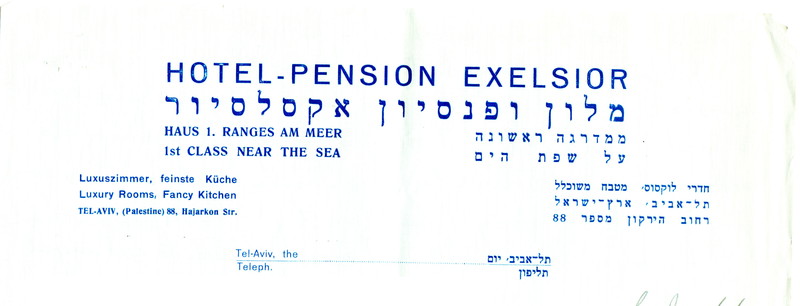 HOTEL-PENSION EXELSIOR
מלון ופנסיון אקסלסיור
HAUS 1. RANGES AM MEER
1st CLASS NEAR THE SEA
ממדרגה ראשונה
על שפת הים
Luxuszimmer, feinste Küche
Luxury Rooms, Fancy Kitchen
TEL-AVIV, (Palestine) 88, Hajarkon Str.
חדרי לוקסוס, מטבח משוכלל
תל־אביב, ארץ־ישראל
רחוב הירקון מספר 88
Tel-Aviv, the
תל־אביב, יום
Teleph.
תליפון